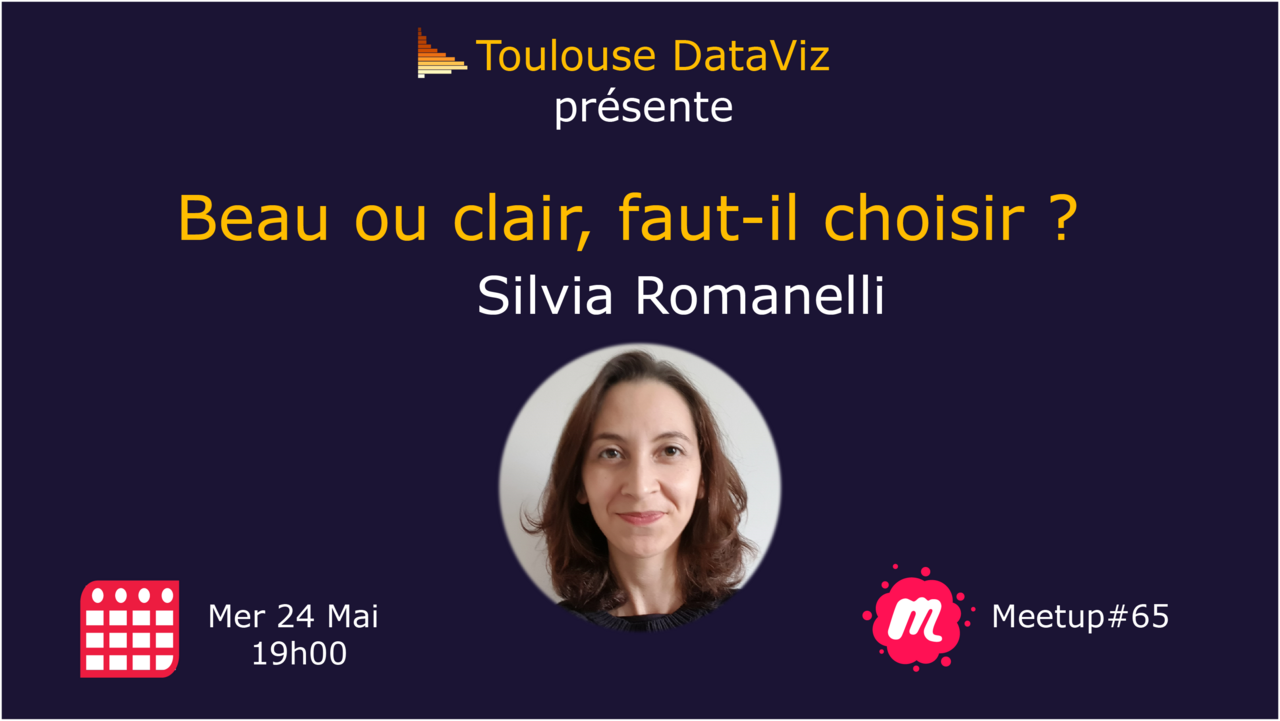 Toulouse DataViz
présente
Beau ou clair, faut-il choisir ?
Silvia Romanelli
Mer 24 Mai
19h00
m
Meetup#65